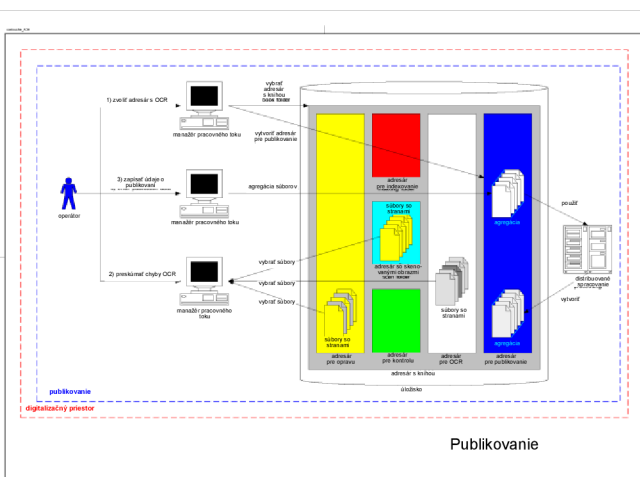 1) zvoliť adresár s OCR
manažér pracovného toku
vybrať
adresár
s knihou
vytvoriť adresár
pre publikovanie
3) zapísať údaje o
publikovaní
operátor
manažér pracovného
toku
agregácia súborov
2) preskúmať chyby OCR
manažér pracovného
toku
vybrať súbory
vybrať súbory
vybrať súbory
adresár
pre indexovanie
súbory so
stranami
adresár so skeno-
vanými obrazmi
súbory so
stranami
súbory so
stranami
adresár
pre opravu
adresár
pre kontrolu
adresár
pre OCR
adresár
pre publikovanie
agregácia
agregácia
adresár s knihou
úložisko
použiť
distribuované
spracovanie
vytvoriť
publikovanie
digitalizačný priestor
Publikovanie